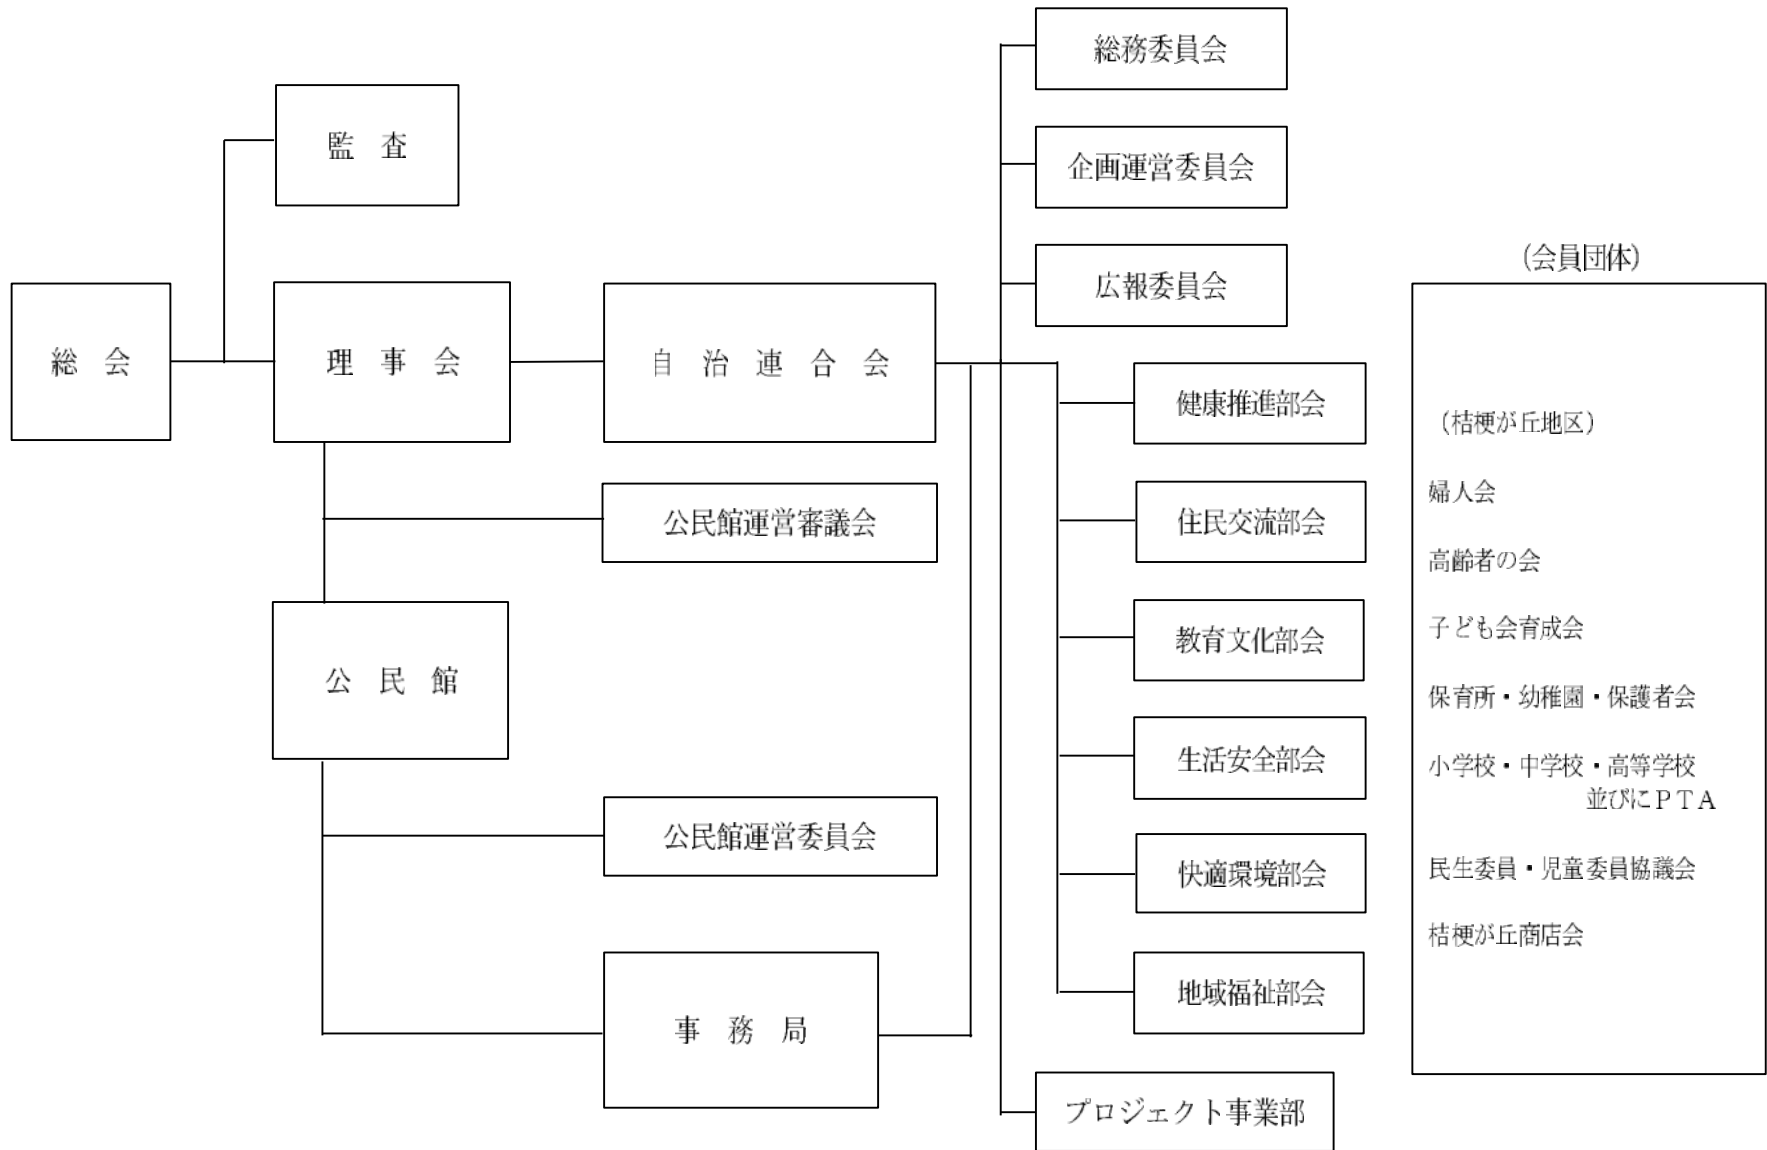 総務委員会
監　査
企画運営委員会
広報委員会
(会員団体)
総　会
理　事　会
自　治　連　合　会
健康推進部会
公民館運営審議会
住民交流部会
公　民　館
教育文化部会
生活安全部会
公民館運営委員会
快適環境部会
事　務　局
地域福祉部会
プロジェクト事業部
（桔梗が丘地区）
婦人会
高齢者の会
子ども会育成会
保育所・幼稚園・保護者会
小学校・中学校・高等学校
並びにＰＴＡ
民生委員・児童委員協議会
桔梗が丘商店会